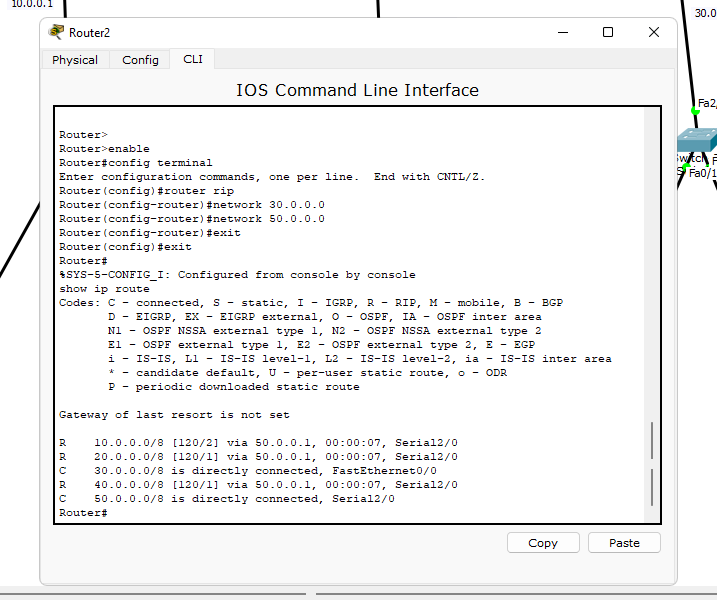 10.0.0.1
Router2
30.0
Physical
Config
CLI
IOS Command Line Interface
Router>
Router>enable
Router#config terminal
Enter configuration commands, one per line.  End with CNTL/Z.
Router(config)#router rip
Router(config-router)#network 30.0.0.0
Router(config-router)#network 50.0.0.0
Router(config-router)#exit
Router(config)#exit
Router#
%SYS-5-CONFIG_I: Configured from console by console
show ip route
Codes: C - connected, S - static, I - IGRP, R - RIP, M - mobile, B - BGP
       D - EIGRP, EX - EIGRP external, O - OSPF, IA - OSPF inter area
       N1 - OSPF NSSA external type 1, N2 - OSPF NSSA external type 2
       E1 - OSPF external type 1, E2 - OSPF external type 2, E - EGP
       i - IS-IS, L1 - IS-IS level-1, L2 - IS-IS level-2, ia - IS-IS inter area
       * - candidate default, U - per-user static route, o - ODR
       P - periodic downloaded static route
Gateway of last resort is not set
R    10.0.0.0/8 [120/2] via 50.0.0.1, 00:00:07, Serial2/0
R    20.0.0.0/8 [120/1] via 50.0.0.1, 00:00:07, Serial2/0
C    30.0.0.0/8 is directly connected, FastEthernet0/0
R    40.0.0.0/8 [120/1] via 50.0.0.1, 00:00:07, Serial2/0
C    50.0.0.0/8 is directly connected, Serial2/0
Router#
Copy
Paste
Fa2
Fa0/1